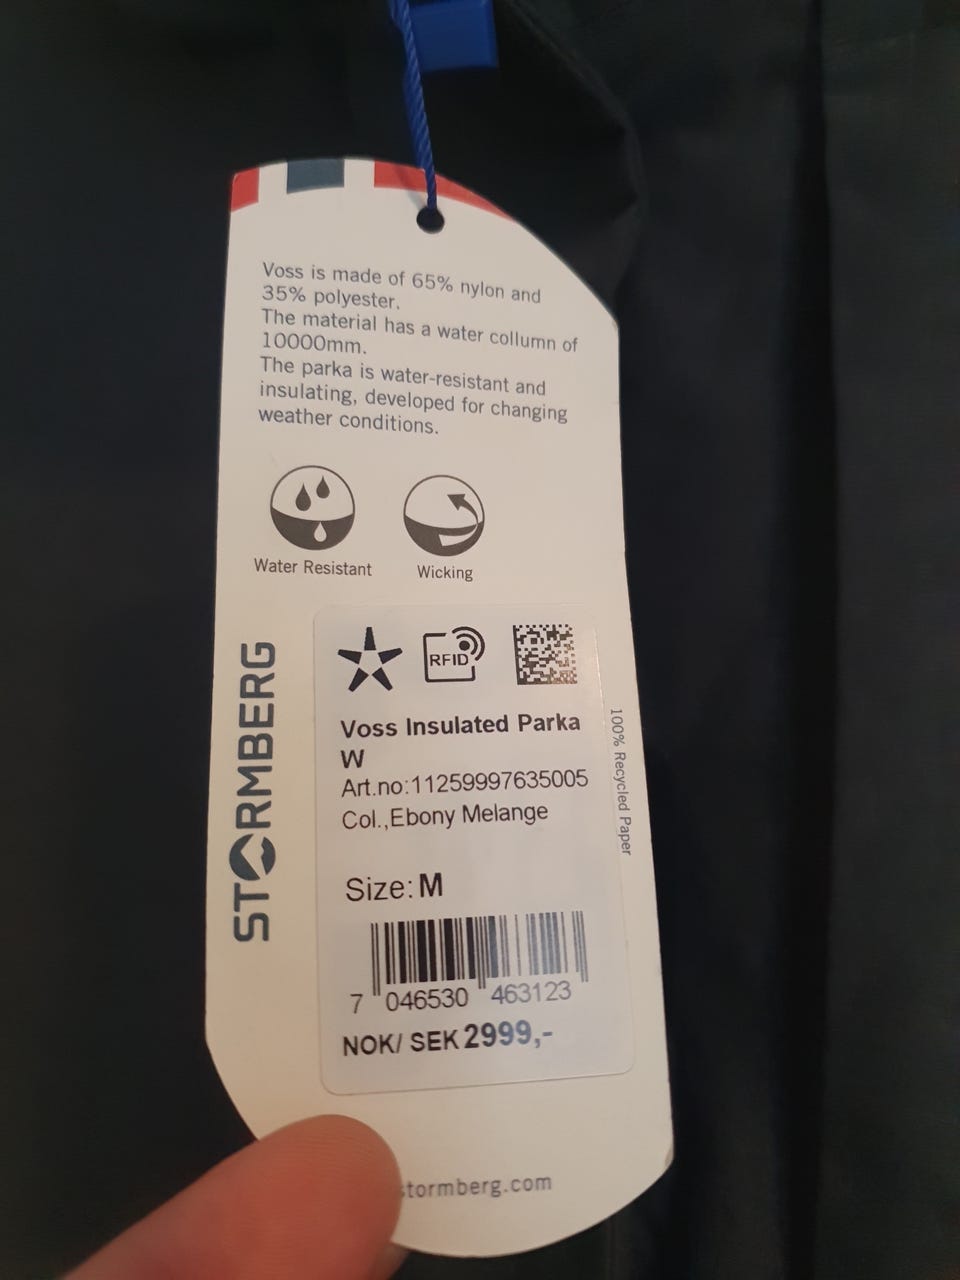 Voss is made of 65% nylon and
35% polyester.
The material has a water collumn of
10000mm.
The parka is water-resistant and
insulating, developed for changing
weather conditions.
Water Resistant
Wicking
STORMBERG
RFID
Voss Insulated Parka
W
Art.no:11259997635005
Col.,Ebony Melange
100% Recycled Paper
Size: M
7 046530 463123
NOK/ SEK 2999,-
stormberg.com